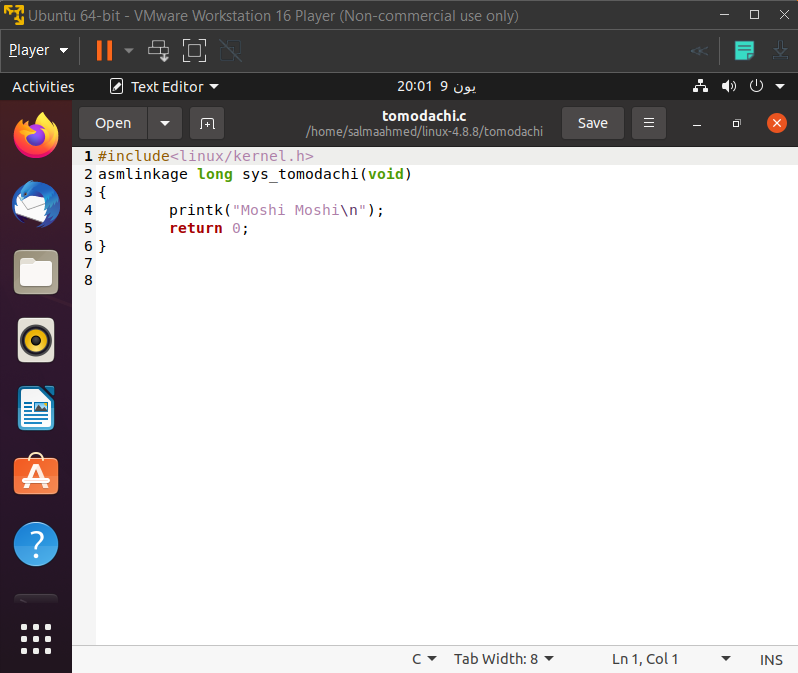 Ubuntu 64-bit - VMware Workstation 16 Player (Non-commercial use only)
Player
Activities
Text Editor
20:01 9 يون
Open
tomodachi.c
/home/salmaahmed/linux-4.8.8/tomodachi
Save
1 #include<linux/kernel.h>
2 asmlinkage long sys_tomodachi(void)
3 {
4         printk("Moshi Moshi\n");
5         return 0;
6 }
7
8
C
Tab Width: 8
Ln 1, Col 1
INS